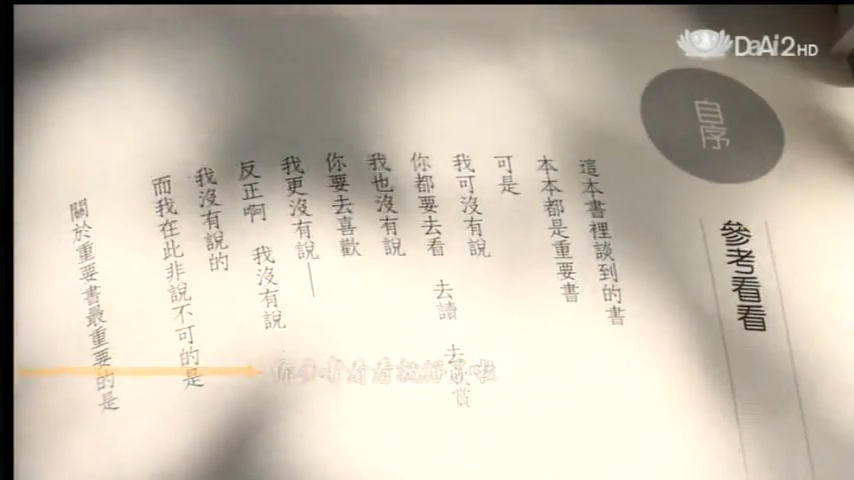 DaAi2HD
自序
參考看看
這本書裡談到的書
本本都是重要書
可是
我可沒有說
你都要去看 去讀 去欣賞
我也沒有說
你要去喜歡
我更沒有說——
反正啊 我沒有說
我沒有說的
而我在此非說不可的是
關於重要書最重要的是